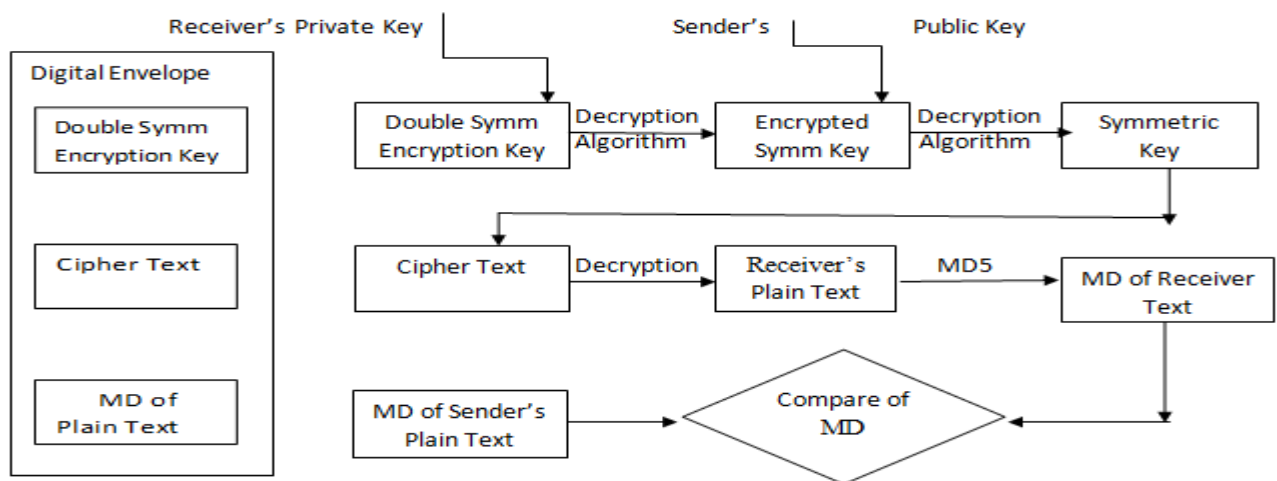 Receiver's Private Key
Sender's
Public Key
Digital Envelope
Double Symm
Encryption Key
Double Symm
Encryption Key
Decryption
Algorithm
Encrypted
Symm Key
Decryption
Algorithm
Symmetric
Key
Cipher Text
Cipher Text
Decryption
Receiver's
Plain Text
MD5
MD of Receiver
Text
MD of
Plain Text
MD of Sender's
Plain Text
Compare of
MD